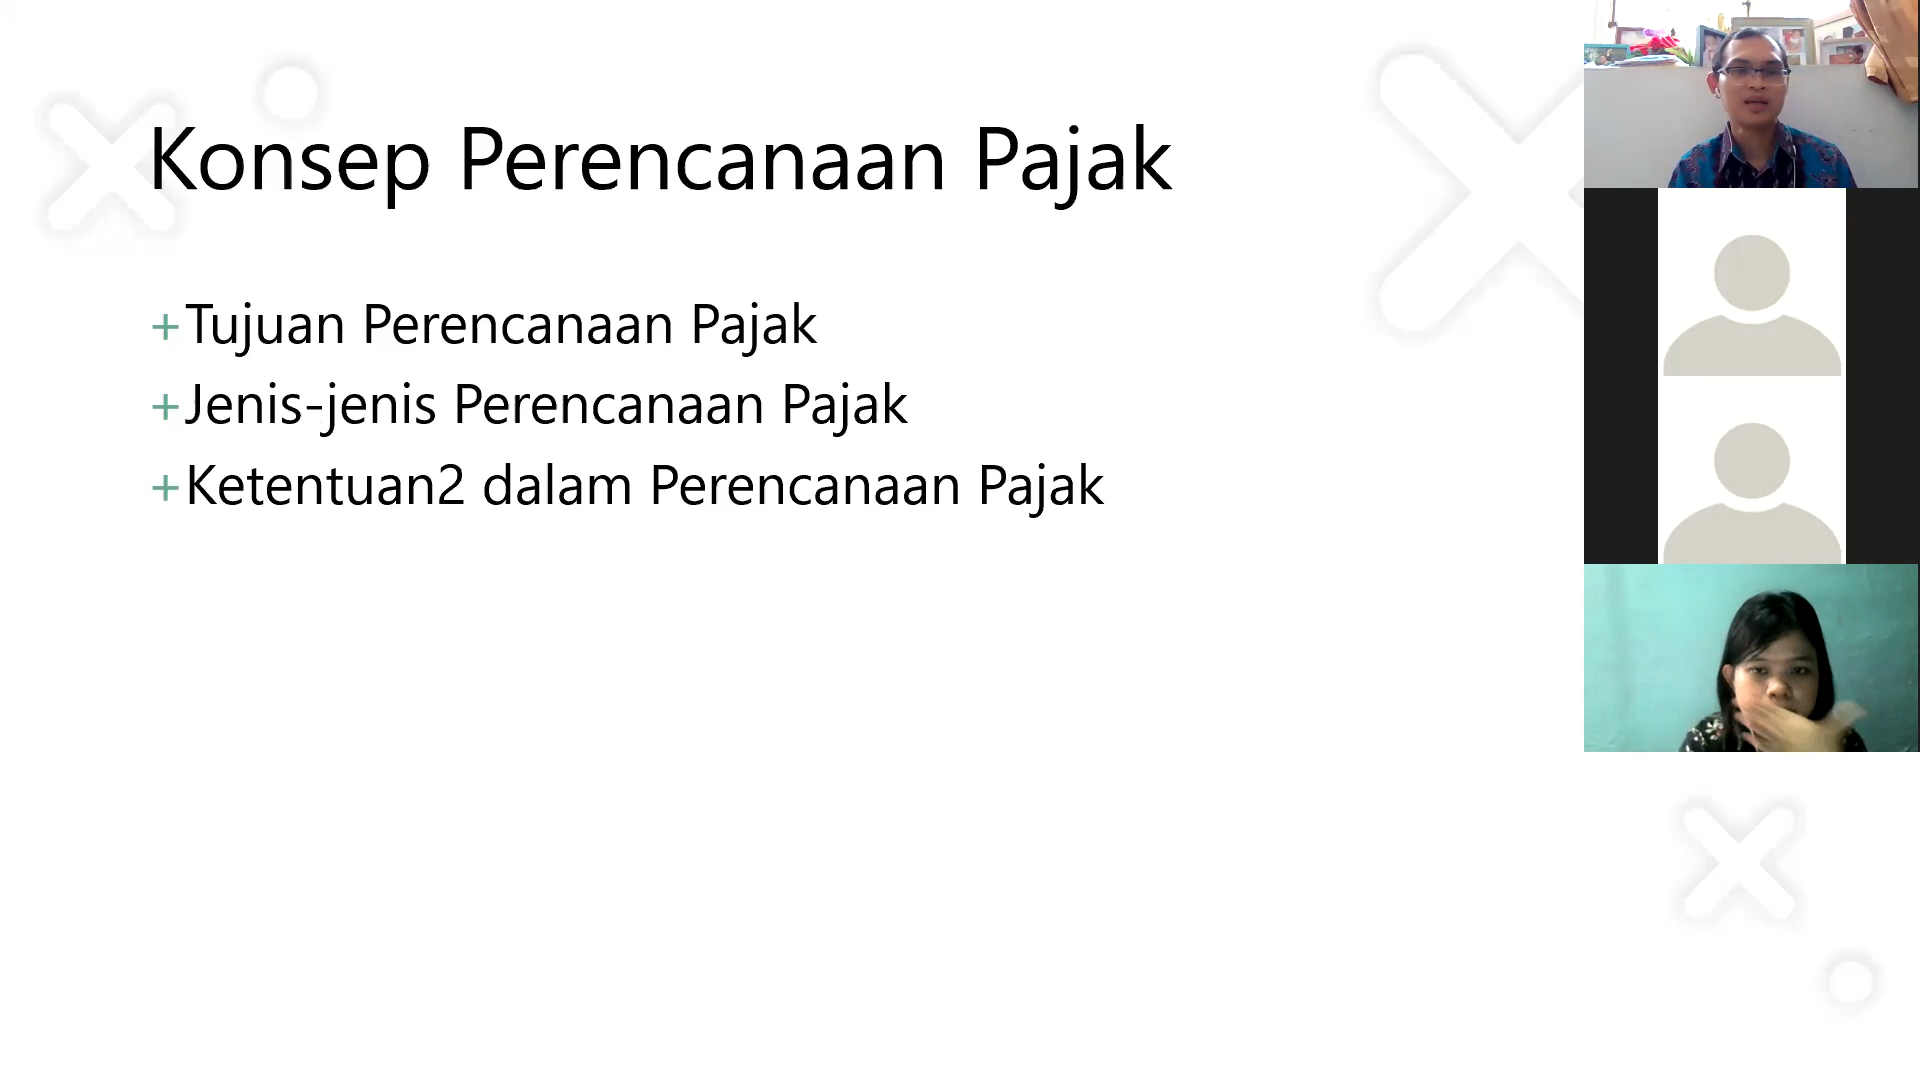 Konsep Perencanaan Pajak
+Tujuan Perencanaan Pajak
+Jenis-jenis Perencanaan Pajak
+Ketentuan2 dalam Perencanaan Pajak